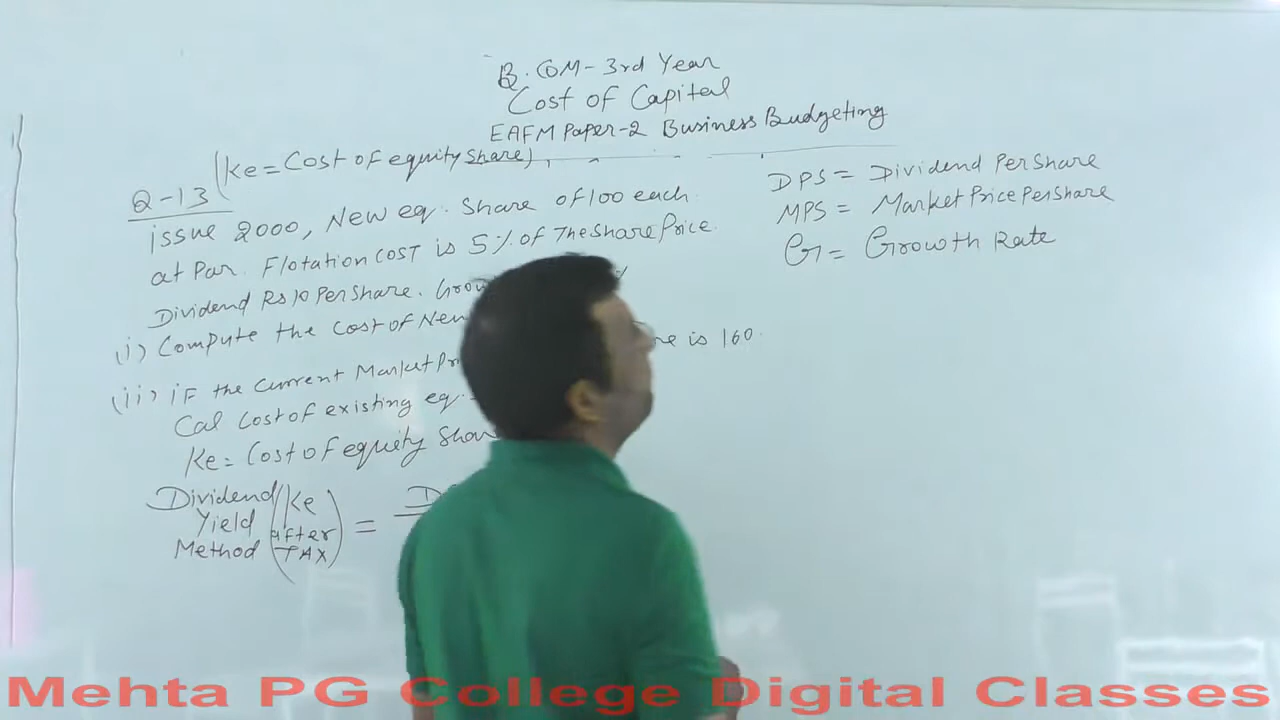 B.COM-3rd Year
Cost of Capital
EAFM Paper-2 Business Budgeting
Q-13 (Ke = Cost of equity share)
issue 2000, New eq. Share of 100 each
at Par. Flotation cost is 5% of The Share Price.
Dividend Rs 10 Per Share. %
(i) Compute the Cost of New
(ii) iF the Current Market is 160.
Cal Cost of existing eq.
Ke = Cost of equity
Dividend Yield Method (Ke after TAX) =
DPS = Dividend Per Share
MPS = Market Price Per Share
G = Growth Rate
Mehta PG College Digital Classes